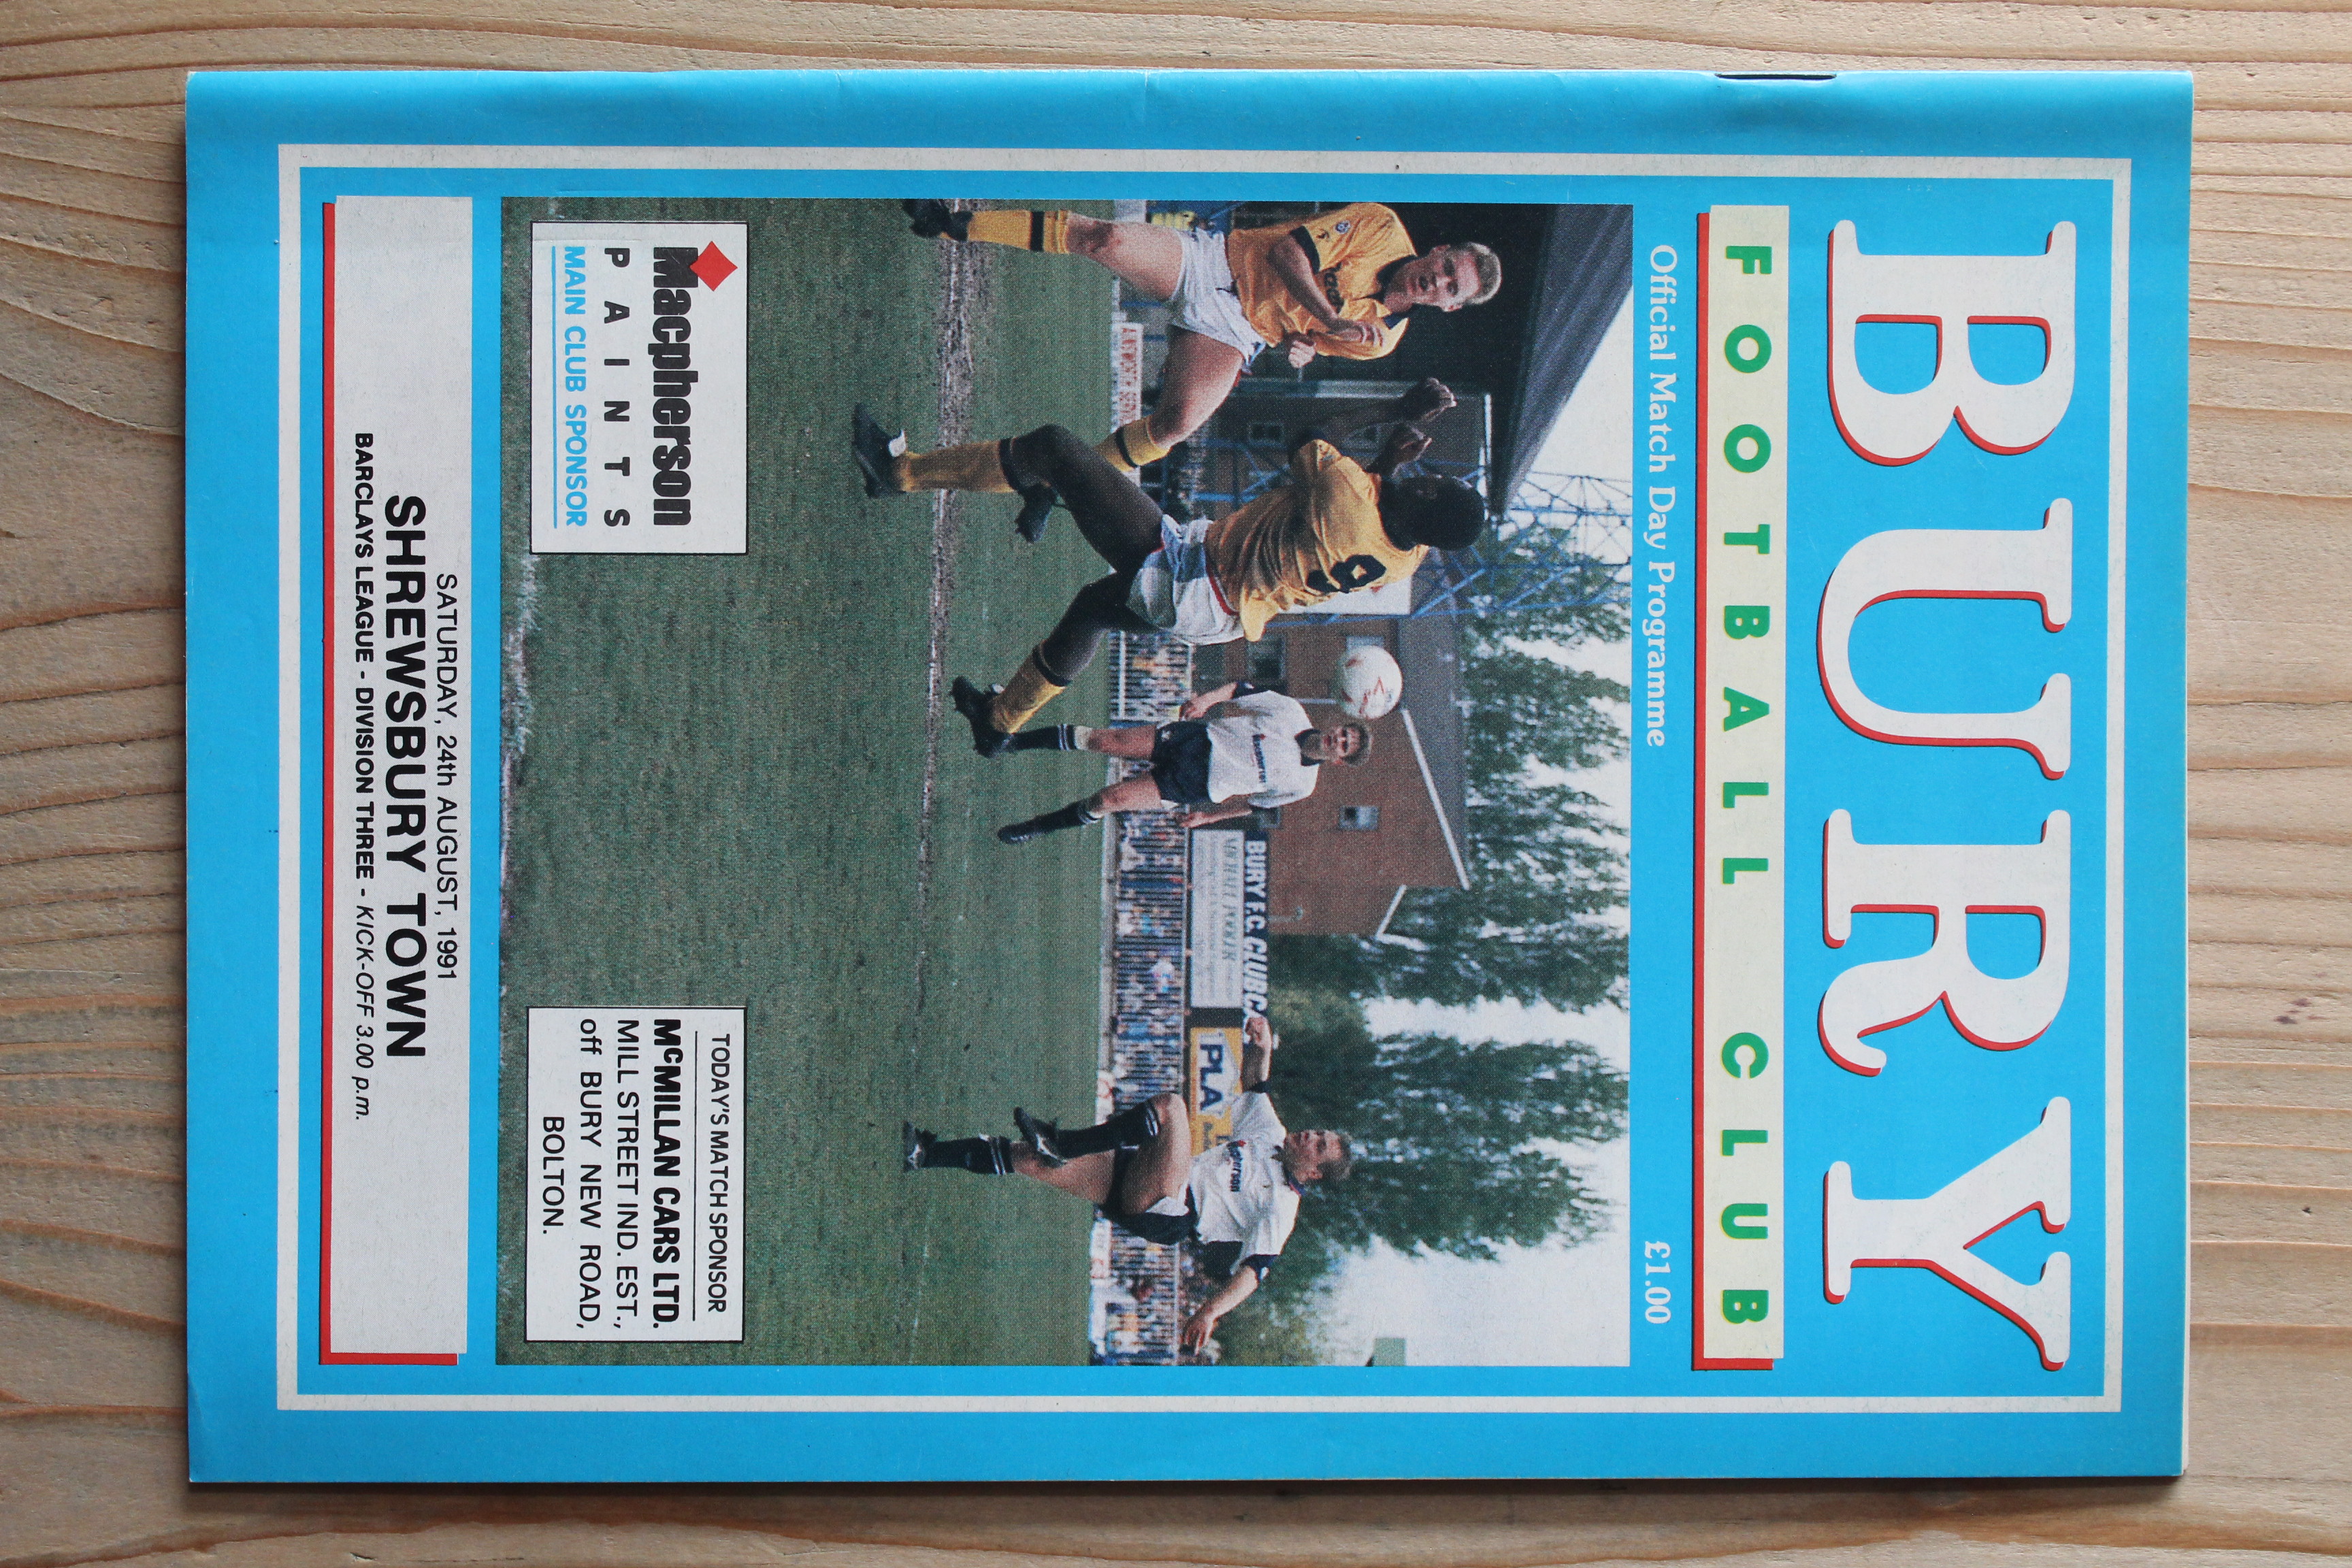 BURY
FOOTBALL CLUB
Official Match Day Programme
£1.00
BURY F.C. CLUBC
PLA
Macpherson
PAINTS
MAIN CLUB SPONSOR
TODAY'S MATCH SPONSOR
McMILLAN CARS LTD.
MILL STREET IND. EST.,
off BURY NEW ROAD,
BOLTON.
SATURDAY, 24th AUGUST, 1991
SHREWSBURY TOWN
BARCLAYS LEAGUE - DIVISION THREE - KICK-OFF 3.00 p.m.